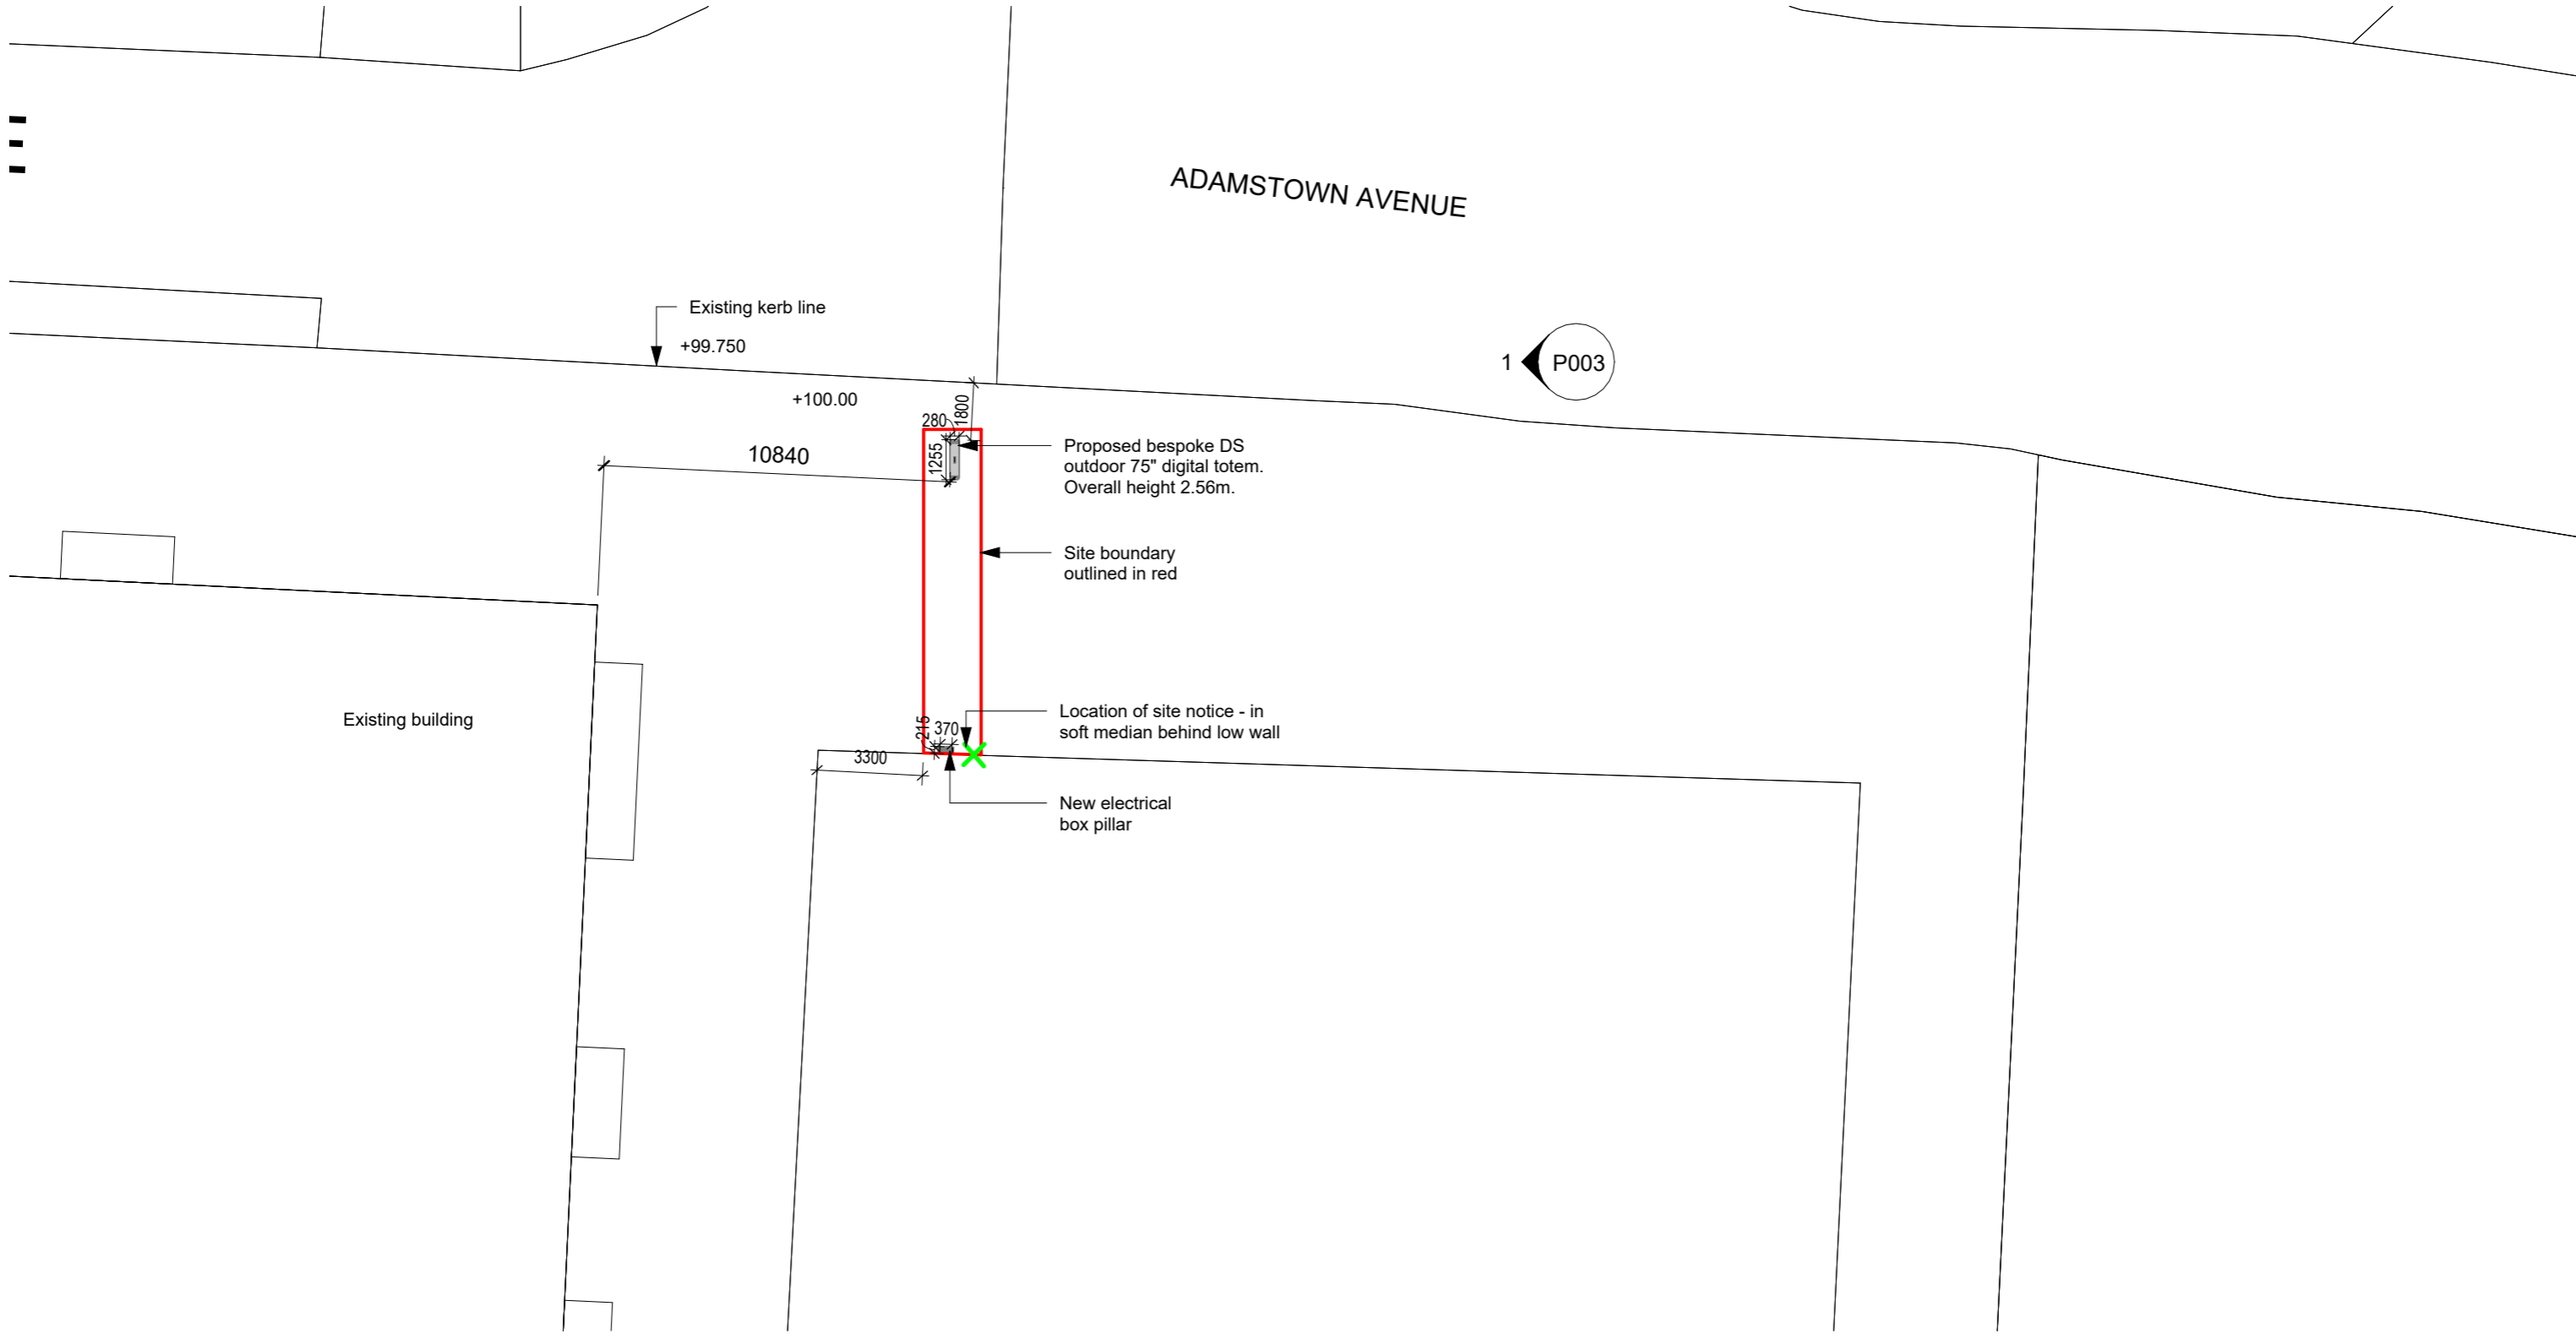 ADAMSTOWN AVENUE
Existing kerb line
+99.750
1
P003
+100.00
1800
280
1255
10840
Proposed bespoke DS
outdoor 75" digital totem.
Overall height 2.56m.
Site boundary
outlined in red
Existing building
Location of site notice - in
soft median behind low wall
215
370
3300
New electrical
box pillar